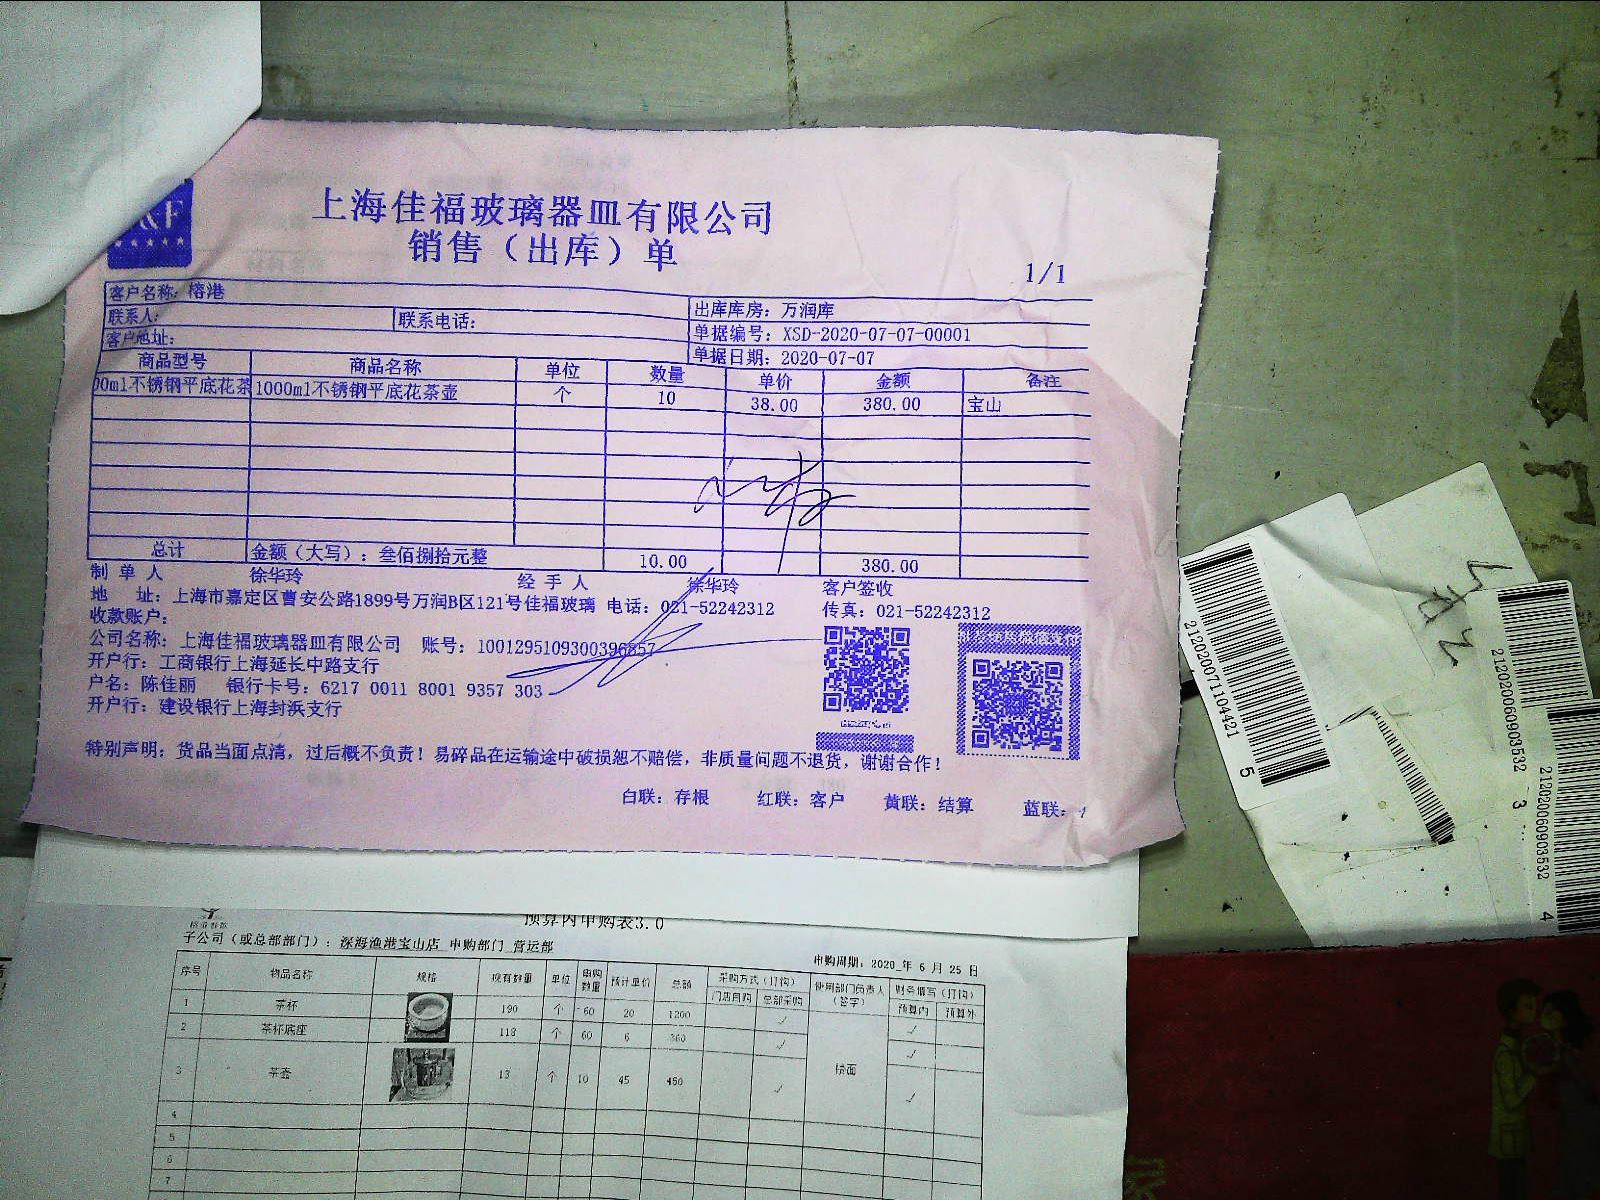 &F
上海佳福玻璃器皿有限公司
销售（出库）单
1/1
客户名称：榕港
出库库房：万润库
联系人：
联系电话：
单据编号：XSD-2020-07-07-00001
客户地址：
单据日期：2020-07-07
商品型号 商品名称 单位 数量 单价 金额 备注
00ml不锈钢平底花茶 1000ml不锈钢平底花茶壶 个 10 38.00 380.00 宝山
总计 金额（大写）：叁佰捌拾元整 10.00 380.00
制单人 徐华玲 经手人 徐华玲 客户签收
地 址：上海市嘉定区曹安公路1899号万润B区121号佳福玻璃 电话：021-52242312 传真：021-52242312
收款账户：
公司名称：上海佳福玻璃器皿有限公司 账号：1001295109300396857
开户行：工商银行上海延长中路支行
户名：陈佳丽 银行卡号：6217 0011 8001 9357 303
开户行：建设银行上海封浜支行
特别声明：货品当面点清，过后概不负责！易碎品在运输途中破损恕不赔偿，非质量问题不退货，谢谢合作！
白联：存根 红联：客户 黄联：结算 蓝联：
预算内申购表3.0
子公司（或总部部门）：深海渔港宝山店 申购部门 营运部
申购周期：2020 年 6 月 25 日
序号 物品名称 规格 现有数量 单位 申购数量 预计单价 总额 采购方式（打钩） 使用部门负责人（签字） 财务填写（打钩）
门店自购 总部采购 预算内 预算外
1 茶杯 190 个 60 20 1200 ✓ ✓
2 茶杯底座 118 个 60 6 360 ✓ ✓
3 茶壶 13 个 10 45 450 ✓ ✓
4
5
6
7
2120200711104421
5
212020060903532
3
212020060903532
4